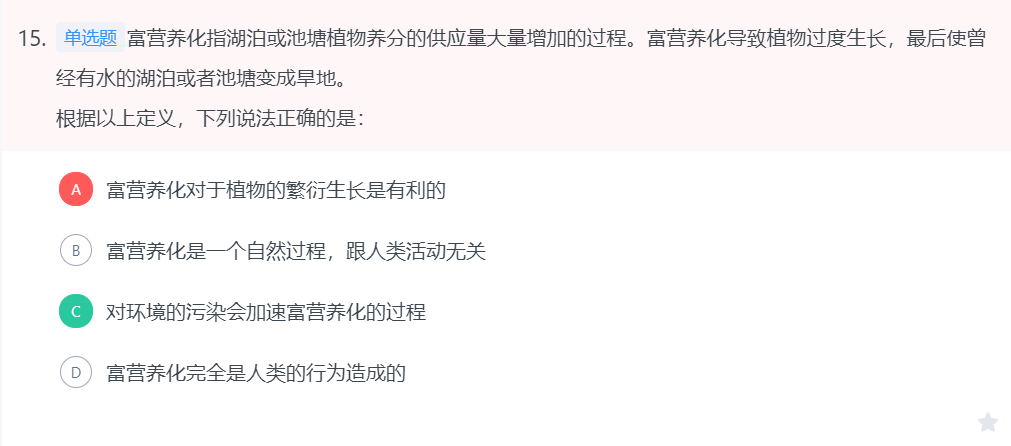 15. 单选题 富营养化指湖泊或池塘植物养分的供应量大量增加的过程。富营养化导致植物过度生长，最后使曾
经有水的湖泊或者池塘变成旱地。
根据以上定义，下列说法正确的是：
A 富营养化对于植物的繁衍生长是有利的
B 富营养化是一个自然过程，跟人类活动无关
C 对环境的污染会加速富营养化的过程
D 富营养化完全是人类的行为造成的